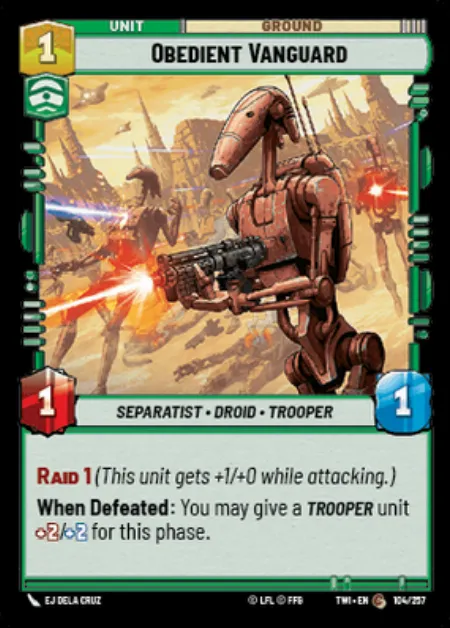 UNIT GROUND
1 OBEDIENT VANGUARD
1 SEPARATIST • DROID • TROOPER 1
RAID 1 (This unit gets +1/+0 while attacking.)
When Defeated: You may give a TROOPER unit
+2/+2 for this phase.
EJ DELA CRUZ © LFL © FFG TWI • EN C 104/257